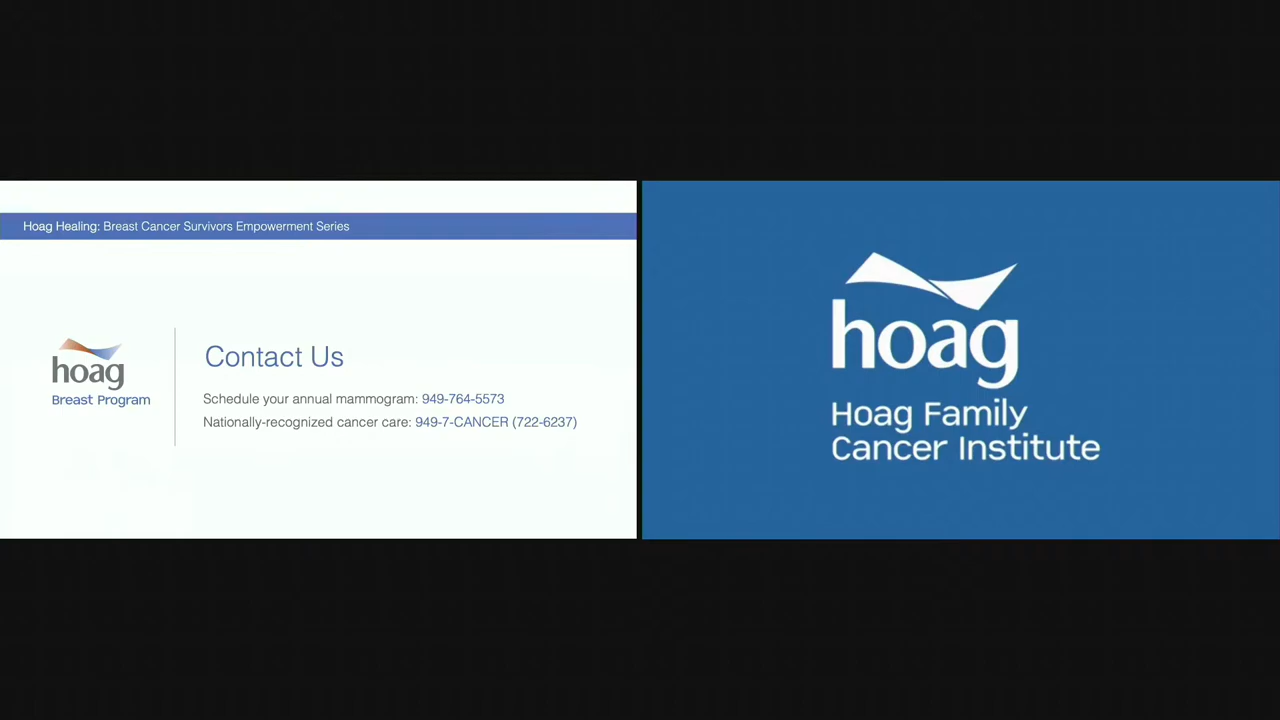 Hoag Healing: Breast Cancer Survivors Empowerment Series
hoag
Breast Program
Contact Us
Schedule your annual mammogram: 949-764-5573
Nationally-recognized cancer care: 949-7-CANCER (722-6237)
hoag
Hoag Family
Cancer Institute